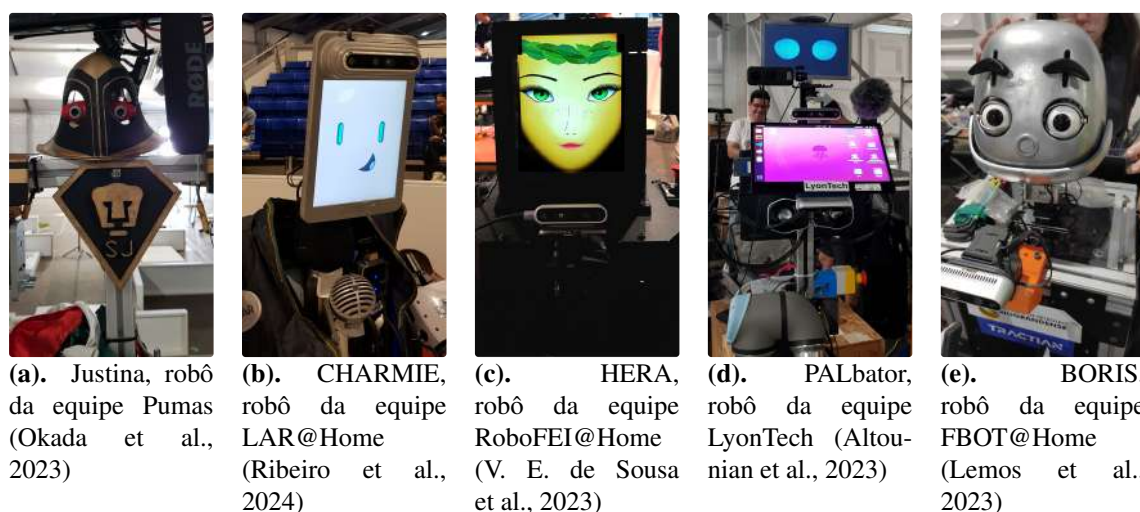 RØDE
SJ
LyonTech
TRACTIAN
(a). Justina, robô
da equipe Pumas
(Okada et al.,
2023)
(b). CHARMIE,
robô da equipe
LAR@Home
(Ribeiro et al.,
2024)
(c). HERA,
robô da equipe
RoboFEI@Home
(V. E. de Sousa
et al., 2023)
(d). PALbator,
robô da equipe
LyonTech (Altou-
nian et al., 2023)
(e). BORIS,
robô da equipe
FBOT@Home
(Lemos et al.,
2023)